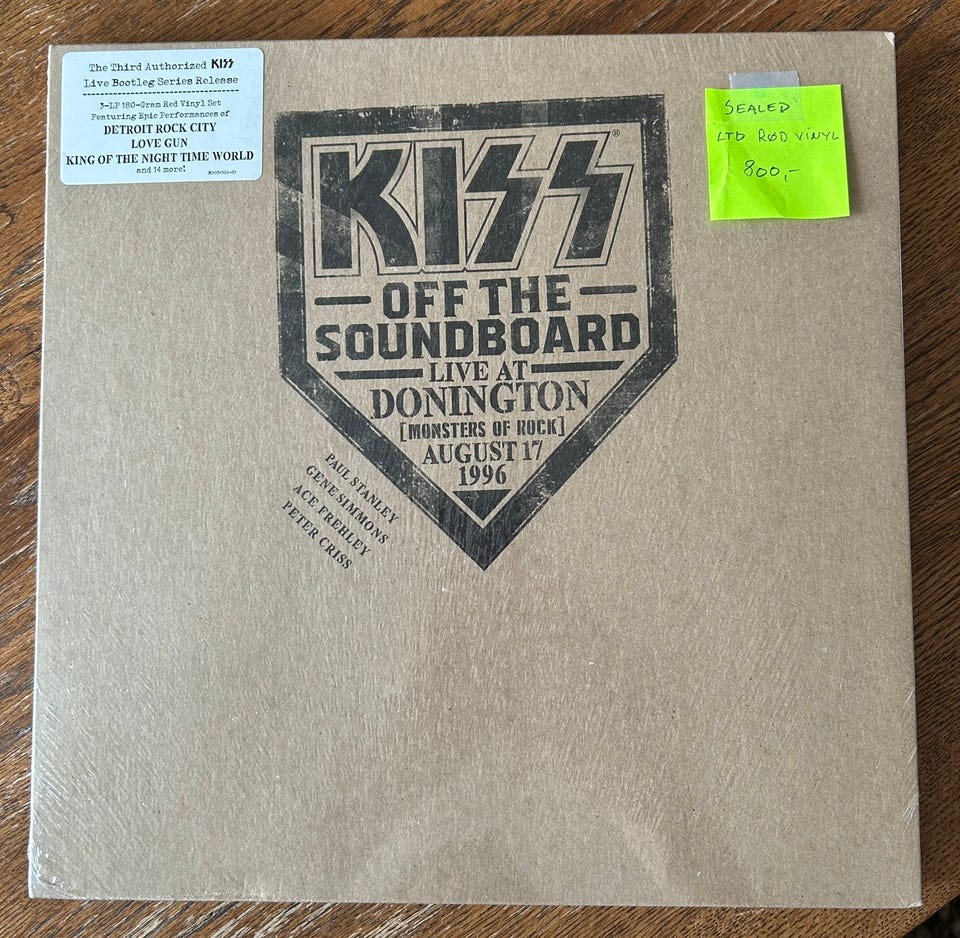 The Third Authorized KISS
Live Bootleg Series Release
3-LP 180-Gram Red Vinyl Set
Featuring Epic Performances of
DETROIT ROCK CITY
LOVE GUN
KING OF THE NIGHT TIME WORLD
and 14 more!
SEALED
LTD RØD VINYL
800,-
KISS®
OFF THE
SOUNDBOARD
LIVE AT
DONINGTON
[MONSTERS OF ROCK]
AUGUST 17
1996
PAUL STANLEY
GENE SIMMONS
ACE FREHLEY
PETER CRISS